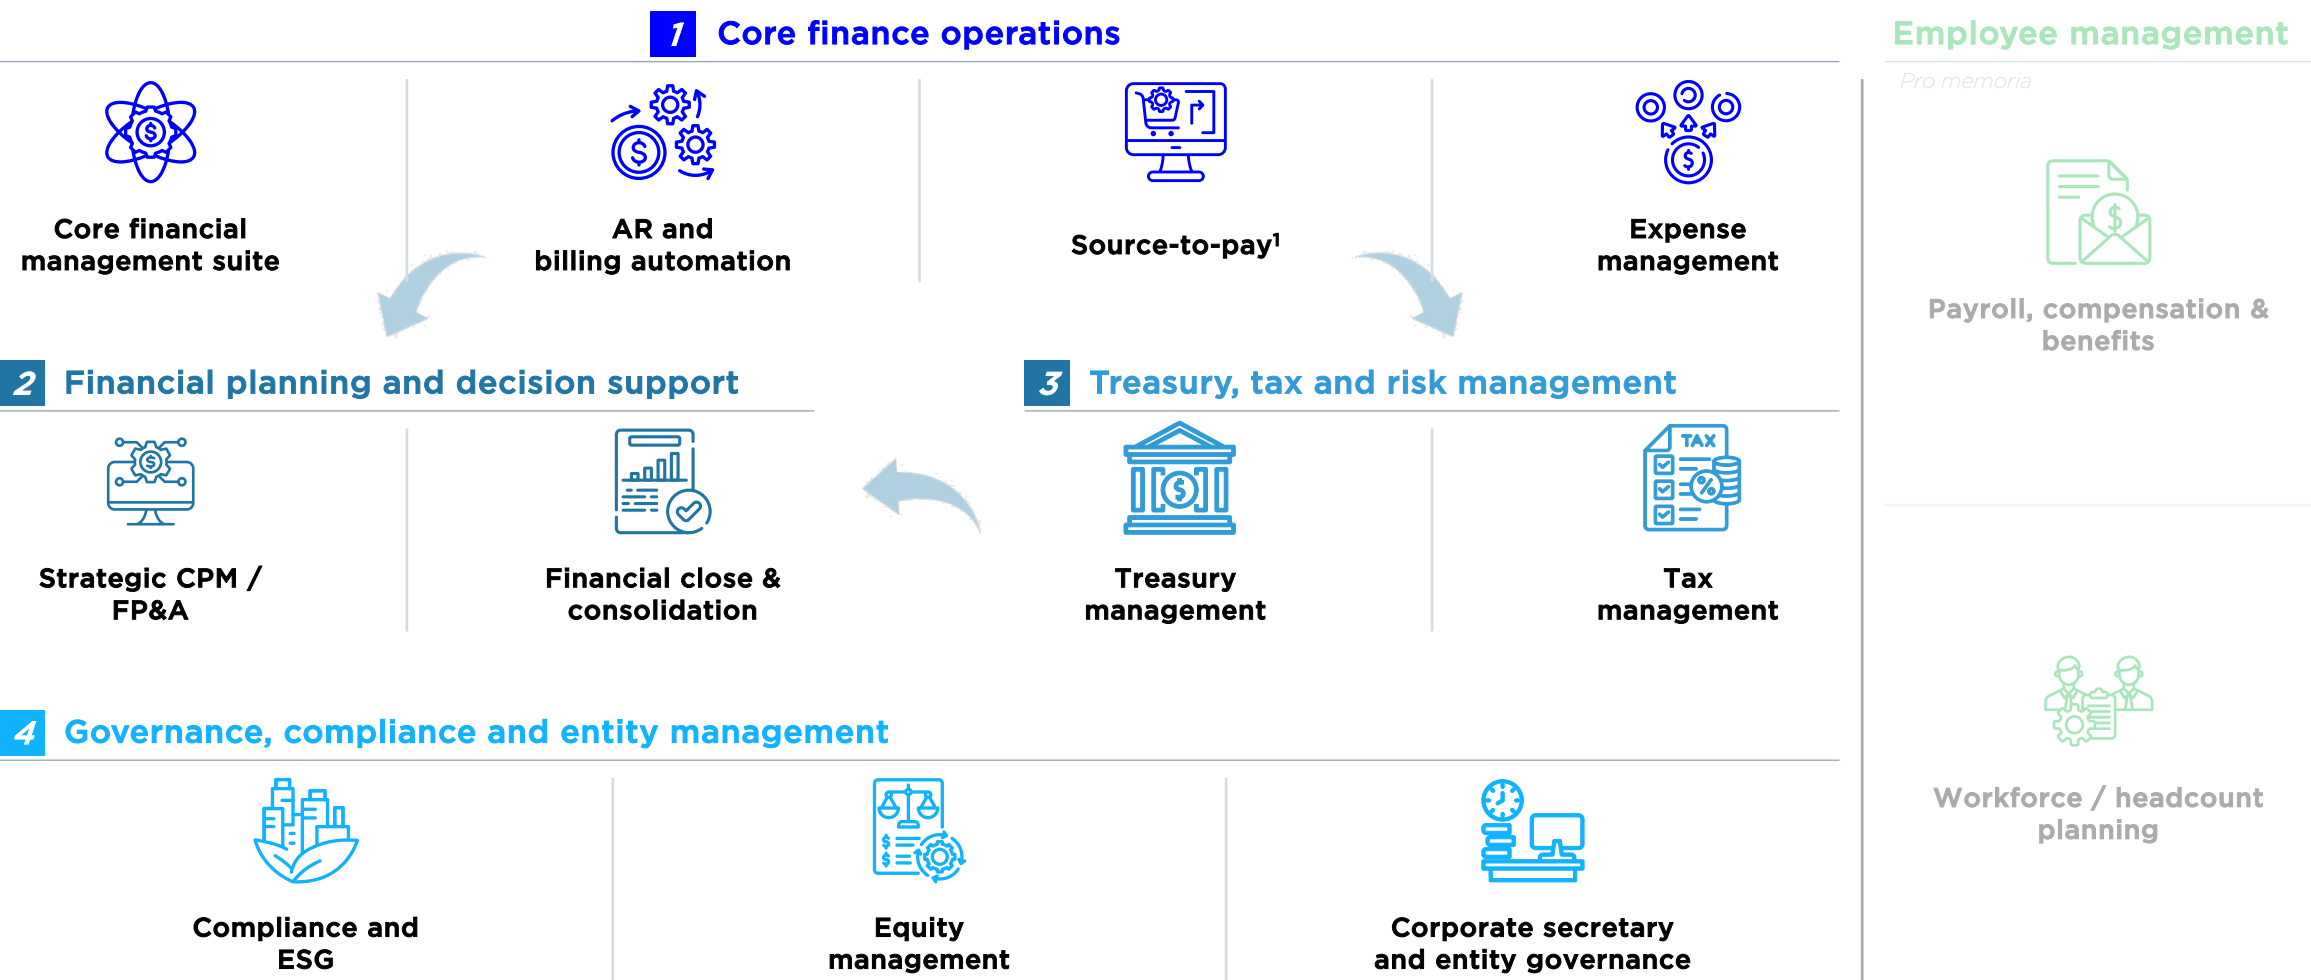 1 Core finance operations
Core financial
management suite
AR and
billing automation
Source-to-pay¹
Expense
management
2 Financial planning and decision support
Strategic CPM /
FP&A
Financial close &
consolidation
3 Treasury, tax and risk management
Treasury
management
TAX
Tax
management
4 Governance, compliance and entity management
Compliance and
ESG
Equity
management
Corporate secretary
and entity governance
Employee management
Pro memoria
Payroll, compensation &
benefits
Workforce / headcount
planning